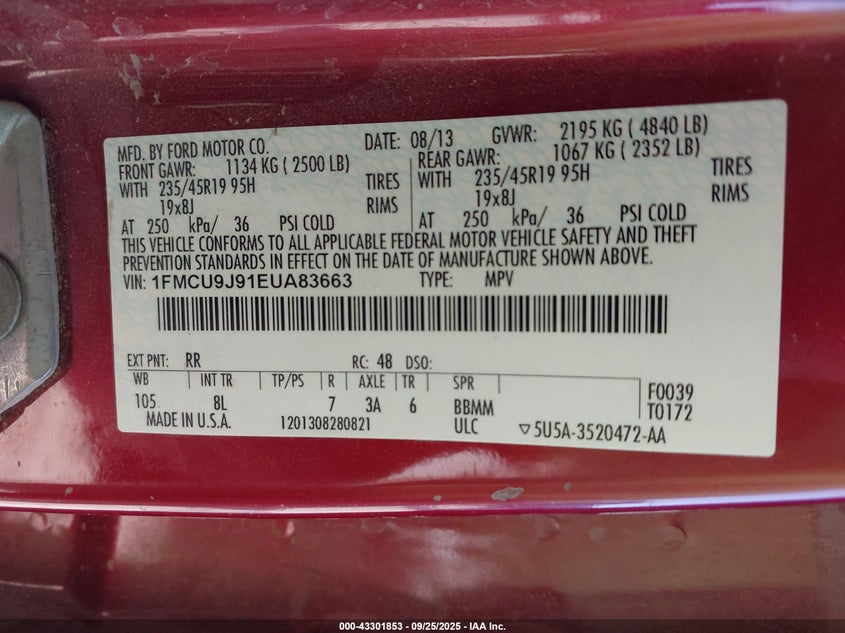 MFD. BY FORD MOTOR CO. DATE: 08/13 GVWR: 2195 KG ( 4840 LB)
FRONT GAWR: 1134 KG ( 2500 LB) REAR GAWR: 1067 KG ( 2352 LB)
WITH 235/45R19 95H TIRES WITH 235/45R19 95H TIRES
19x8J RIMS 19x8J RIMS
AT 250 kPa/ 36 PSI COLD AT 250 kPa/ 36 PSI COLD
THIS VEHICLE CONFORMS TO ALL APPLICABLE FEDERAL MOTOR VEHICLE SAFETY AND THEFT
PREVENTION STANDARDS IN EFFECT ON THE DATE OF MANUFACTURE SHOWN ABOVE.
VIN: 1FMCU9J91EUA83663 TYPE: MPV
EXT PNT: RR RC: 48 DSO:
WB INT TR TP/PS R AXLE TR SPR F0039
105 8L 7 3A 6 BBMM T0172
MADE IN U.S.A. 1201308280821 ULC ▽5U5A-3520472-AA
000-43301853 - 09/25/2025 - IAA Inc.